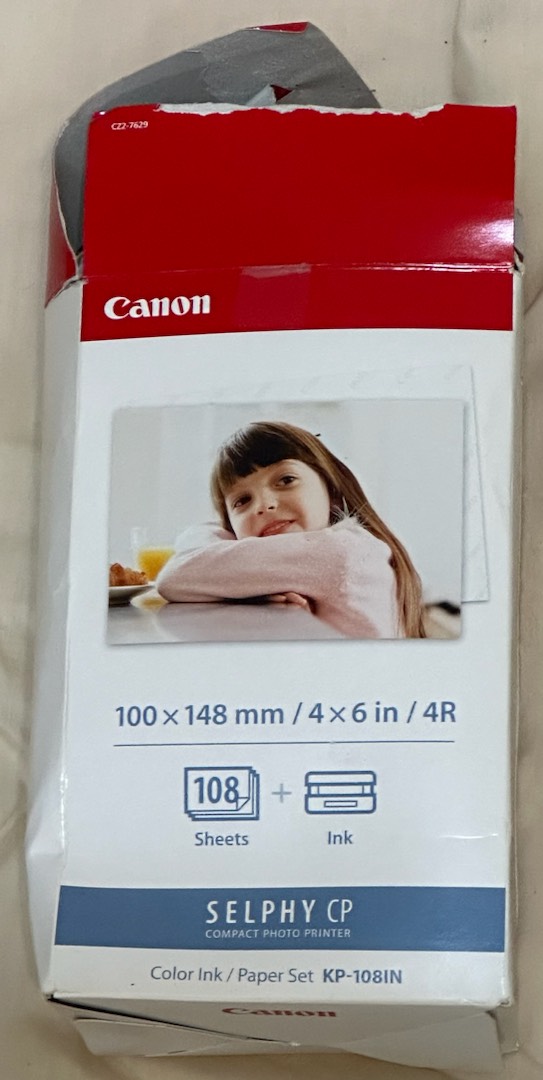 CZ2-7629
Canon
100 × 148 mm / 4 × 6 in / 4R
108
+
Sheets
Ink
SELPHY CP
COMPACT PHOTO PRINTER
Color Ink / Paper Set KP-108IN
Canon